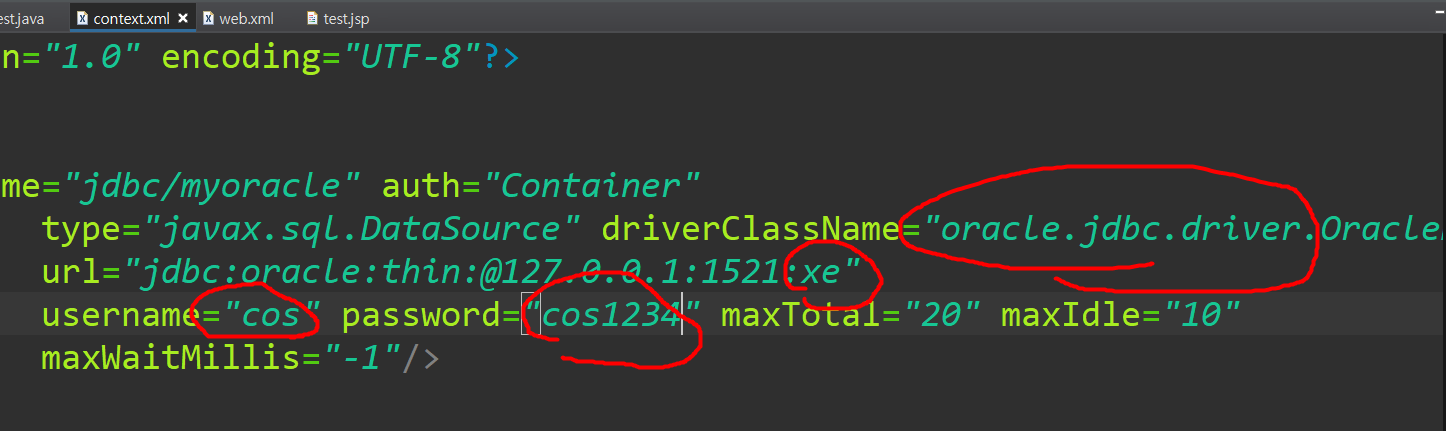 est.java context.xml web.xml test.jsp
n="1.0" encoding="UTF-8"?>
me="jdbc/myoracle" auth="Container"
type="javax.sql.DataSource" driverClassName="oracle.jdbc.driver.Oracle
url="jdbc:oracle:thin:@127.0.0.1:1521:xe"
username="cos" password="cos1234" maxTotal="20" maxIdle="10"
maxWaitMillis="-1"/>